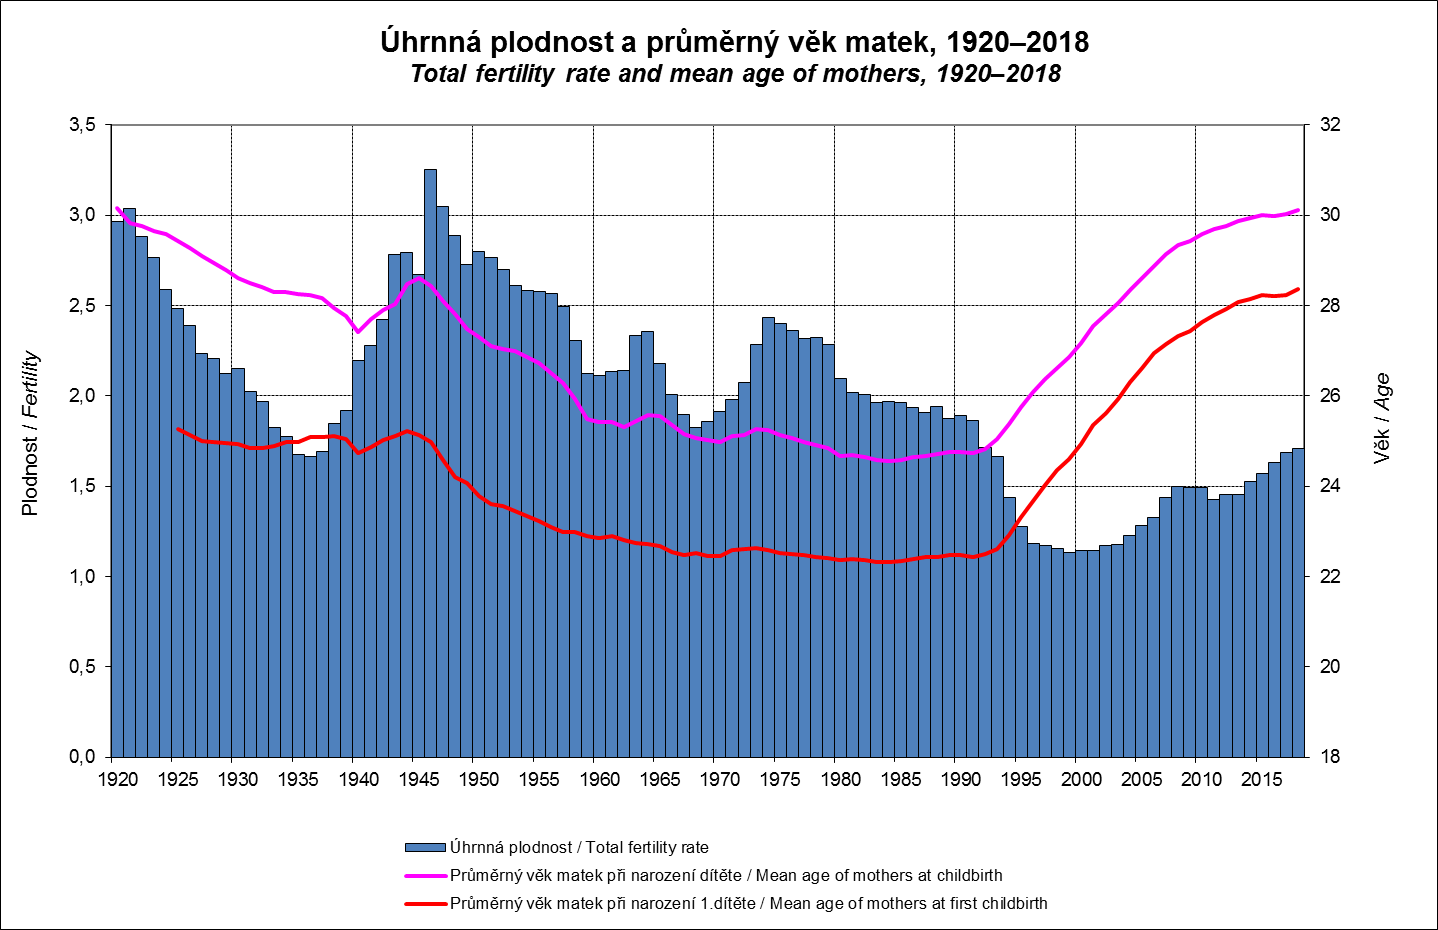 Úhrnná plodnost a průměrný věk matek, 1920–2018
Total fertility rate and mean age of mothers, 1920–2018
3,5
3,0
2,5
2,0
1,5
1,0
0,5
0,0
Plodnost / Fertility
32
30
28
26
24
22
20
18
Věk / Age
1920 1925 1930 1935 1940 1945 1950 1955 1960 1965 1970 1975 1980 1985 1990 1995 2000 2005 2010 2015
Úhrnná plodnost / Total fertility rate
Průměrný věk matek při narození dítěte / Mean age of mothers at childbirth
Průměrný věk matek při narození 1.dítěte / Mean age of mothers at first childbirth